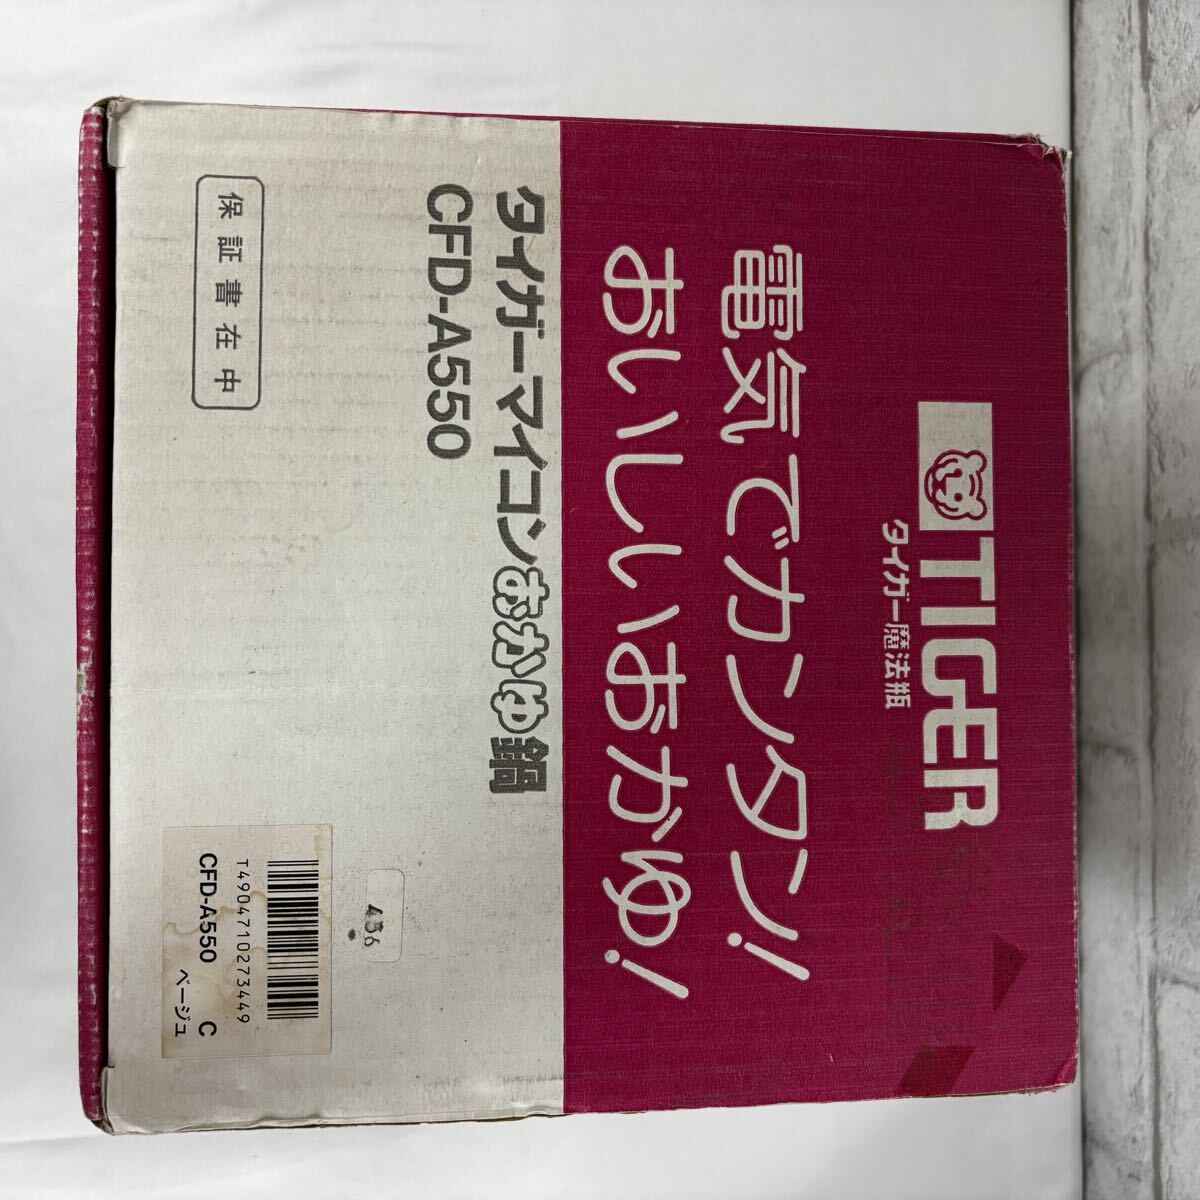 TIGER
タイガー魔法瓶
電気でカンタン!
おいしいおかゆ!
タイガーマイコンおかゆ鍋
CFD-A550
保証書在中
436
T4904710273449
CFD-A550 C
ベージュ